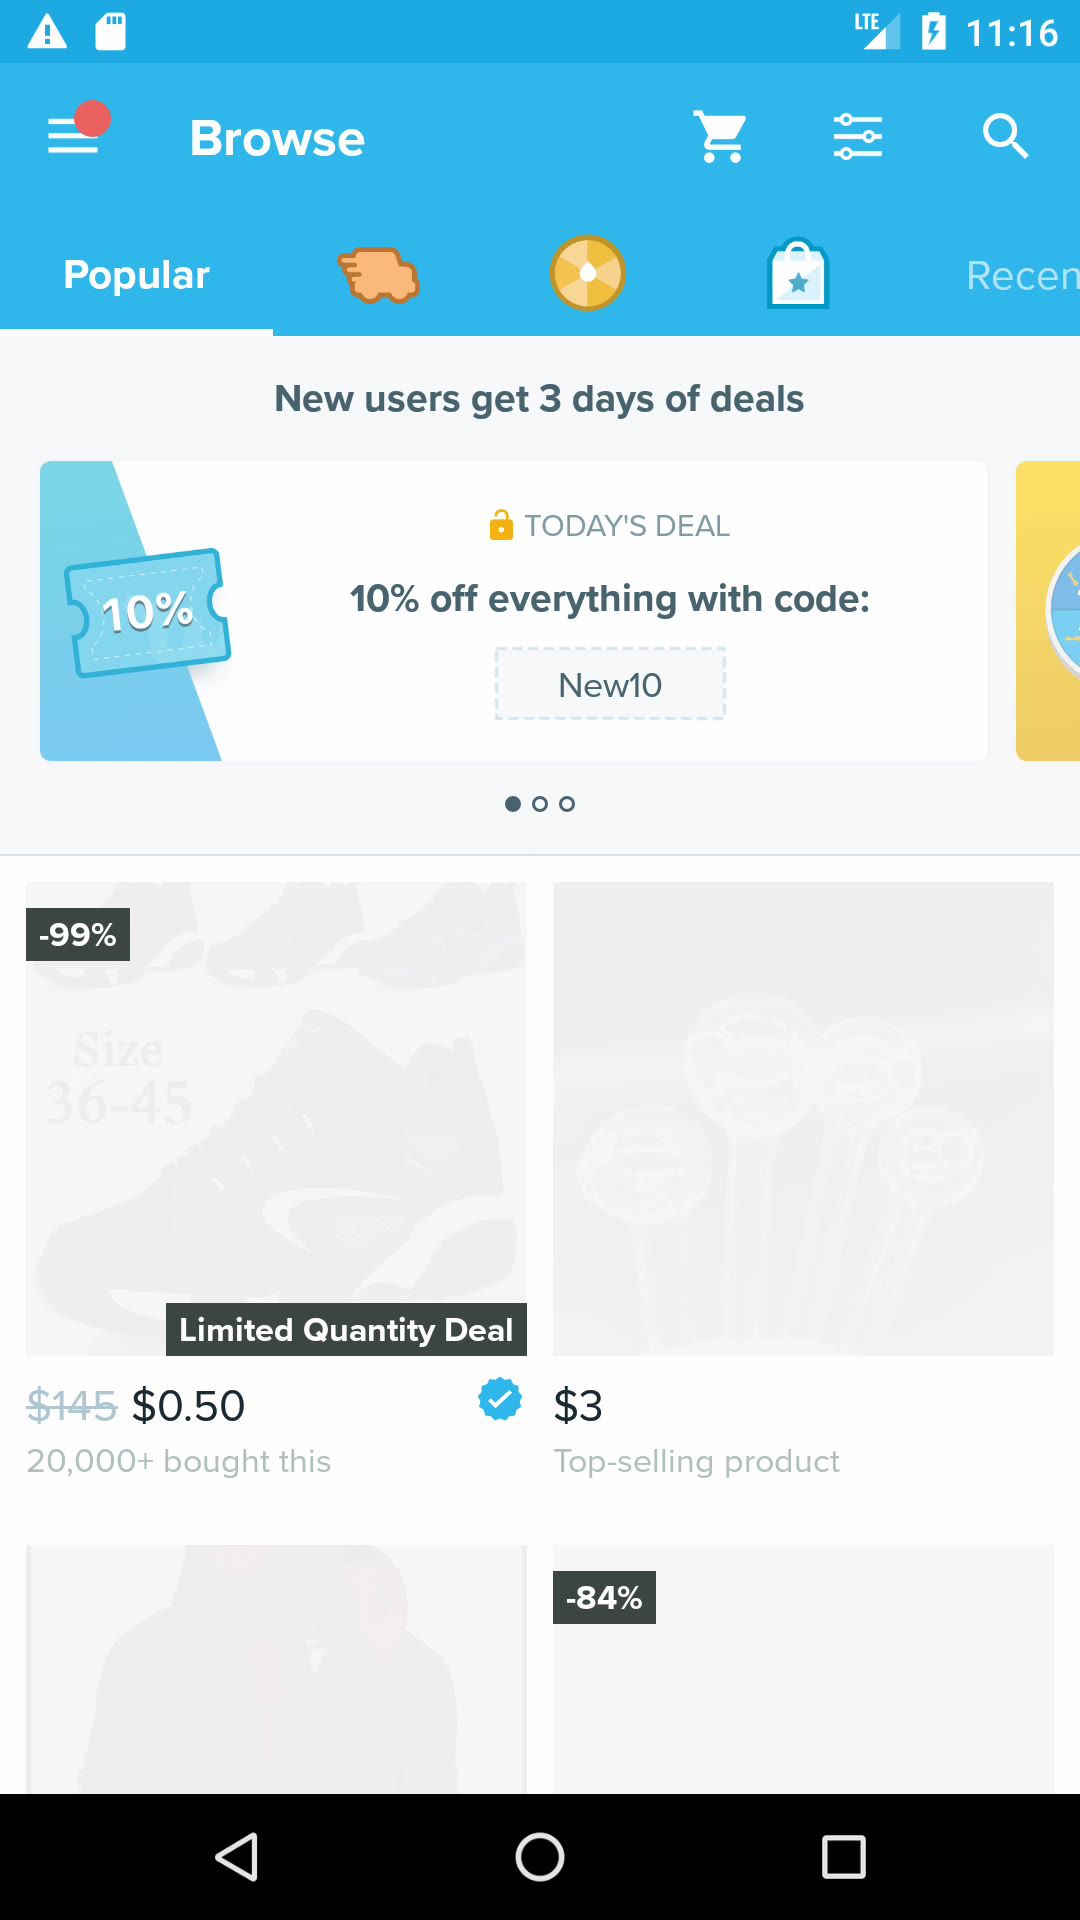 LTE 11:16
Browse
Popular
Recen
New users get 3 days of deals
TODAY'S DEAL
10%
10% off everything with code:
New10
-99%
Size
36-45
Limited Quantity Deal
$145 $0.50
20,000+ bought this
$3
Top-selling product
-84%